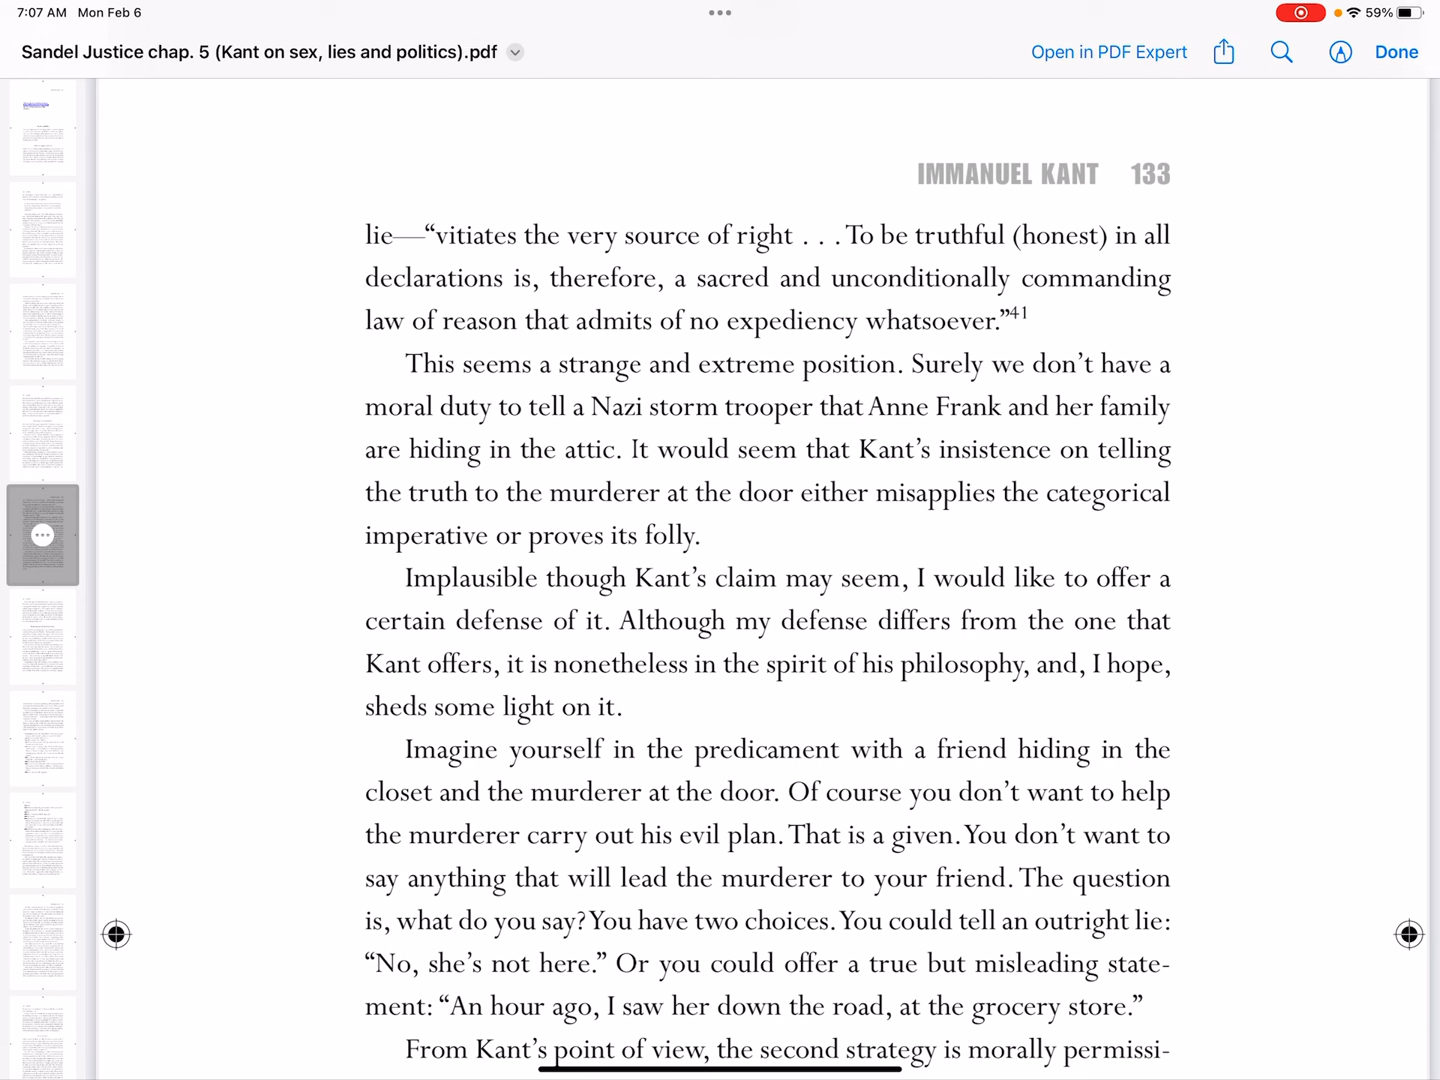 7:07 AM Mon Feb 6
59%
Sandel Justice chap. 5 (Kant on sex, lies and politics).pdf
Open in PDF Expert
Done
IMMANUEL KANT 133
lie—“vitiates the very source of right . . . To be truthful (honest) in all
declarations is, therefore, a sacred and unconditionally commanding
law of reason that admits of no expediency whatsoever.”41
This seems a strange and extreme position. Surely we don’t have a
moral duty to tell a Nazi storm trooper that Anne Frank and her family
are hiding in the attic. It would seem that Kant’s insistence on telling
the truth to the murderer at the door either misapplies the categorical
imperative or proves its folly.
Implausible though Kant’s claim may seem, I would like to offer a
certain defense of it. Although my defense differs from the one that
Kant offers, it is nonetheless in the spirit of his philosophy, and, I hope,
sheds some light on it.
Imagine yourself in the predicament with a friend hiding in the
closet and the murderer at the door. Of course you don’t want to help
the murderer carry out his evil plan. That is a given. You don’t want to
say anything that will lead the murderer to your friend. The question
is, what do you say? You have two choices. You could tell an outright lie:
“No, she’s not here.” Or you could offer a true but misleading state-
ment: “An hour ago, I saw her down the road, at the grocery store.”
From Kant’s point of view, the second strategy is morally permissi-